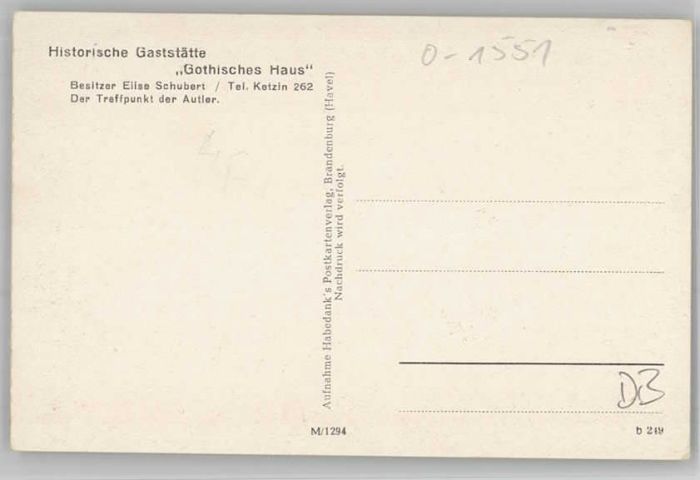 Historische Gaststätte
„Gothisches Haus"
Besitzer Elise Schubert / Tel. Ketzin 262
Der Treffpunkt der Autler.
O-1551
Aufnahme Habedank's Postkartenverlag, Brandenburg (Havel)
Nachdruck wird verfolgt.
DB
M/1294
b 249